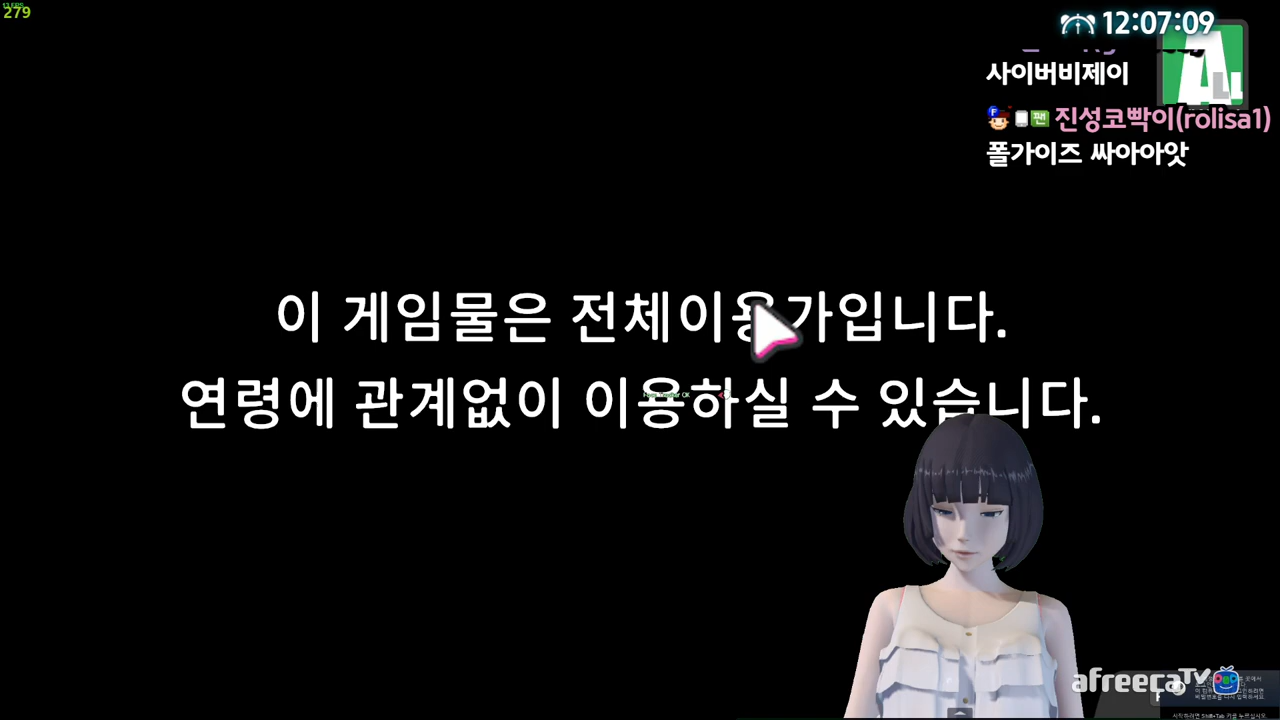 279
12:07:09
ALL
사이버비제이
팬 진성코빡이(rolisa1)
폴가이즈 싸아아앗
이 게임물은 전체이용가입니다.
연령에 관계없이 이용하실 수 있습니다.
afreecaTV